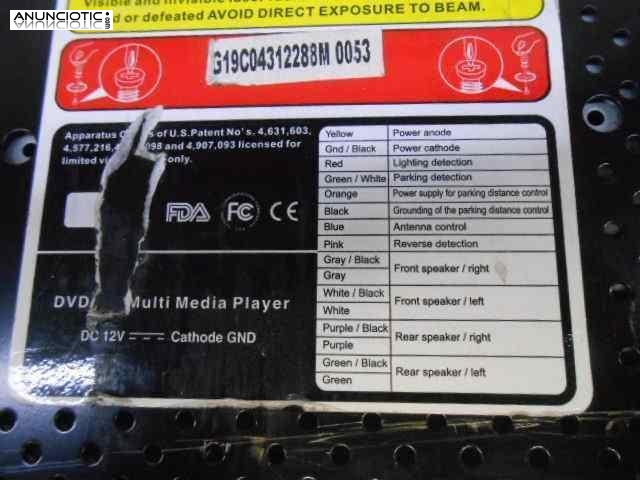 Visible and invisible
d or defeated AVOID DIRECT EXPOSURE TO BEAM.
ANUNCIOTIC
G19C04312288M 0053
Apparatus of U.S.Patent No's. 4,631,603,
4,577,216, 098 and 4,907,093 licensed for
limited only.
FDA FC CE
DVD Multi Media Player
DC 12V Cathode GND
Yellow Power anode
Gnd / Black Power cathode
Red Lighting detection
Green / White Parking detection
Orange Power supply for parking distance control
Black Grounding of the parking distance control
Blue Antenna control
Pink Reverse detection
Gray / Black
Gray
Front speaker / right
White / Black
White
Front speaker / left
Purple / Black
Purple
Rear speaker / right
Green / Black
Green
Rear speaker / left